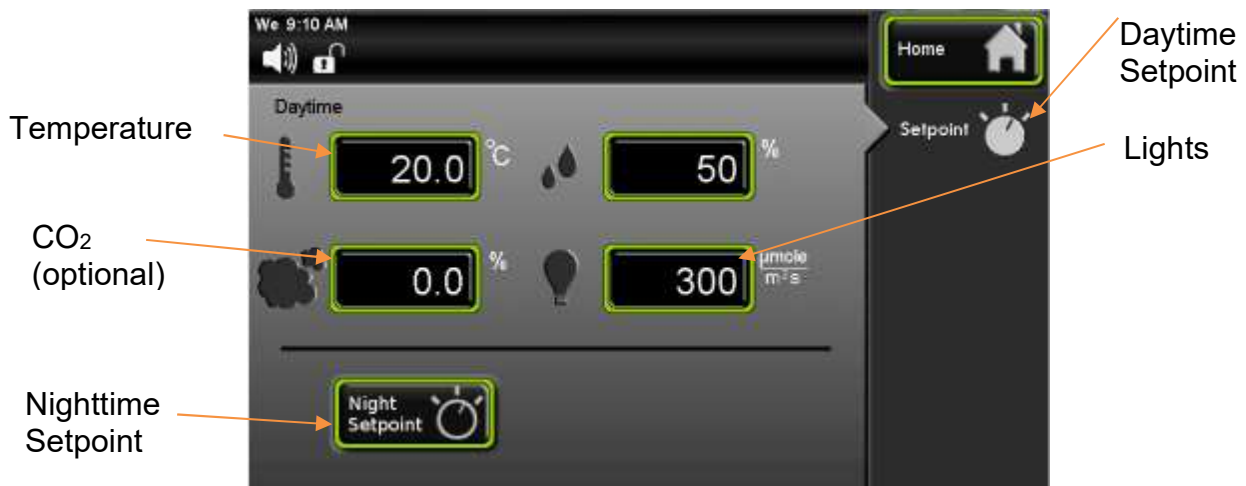 We 9:10 AM
Home
Daytime
Setpoint
Daytime
Temperature
20.0 °C
50 %
Setpoint
Lights
CO₂
(optional)
0.0 %
300 µmole
m²s
Nighttime
Setpoint
Night
Setpoint